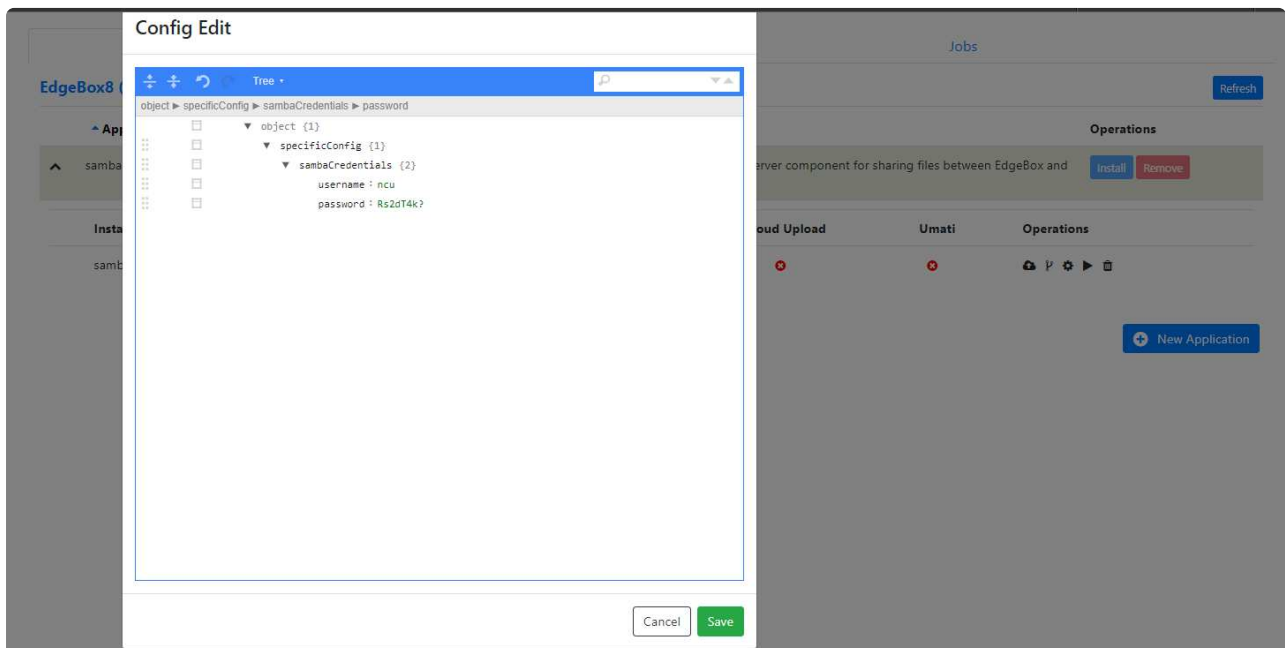 Config Edit
Jobs
Tree
EdgeBox8 (
Refresh
object ► specificConfig ► sambaCredentials ► password
object {1}
App
Operations
specificConfig {1}
samba
sambaCredentials {2}
erver component for sharing files between EdgeBox and
Install
Remove
username : ncu
password : Rs2dT4k?
Insta
oud Upload
Umati
Operations
samb
New Application
Cancel
Save